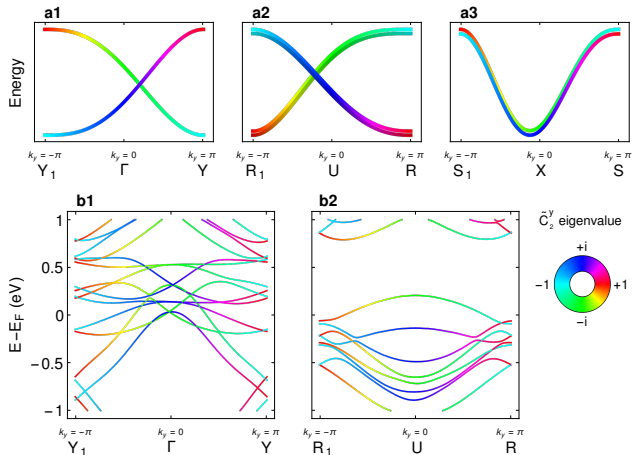 a1
a2
a3
Energy
k_y = −π
k_y = 0
k_y = π
Y₁
Γ
Y
k_y = −π
k_y = 0
k_y = π
R₁
U
R
k_y = −π
k_y = 0
k_y = π
S₁
X
S
b1
b2
E−E_F (eV)
1
0.5
0
−0.5
−1
k_y = −π
k_y = 0
k_y = π
Y₁
Γ
Y
k_y = −π
k_y = 0
k_y = π
R₁
U
R
C̃₂ʸ eigenvalue
+i
−1
+1
−i